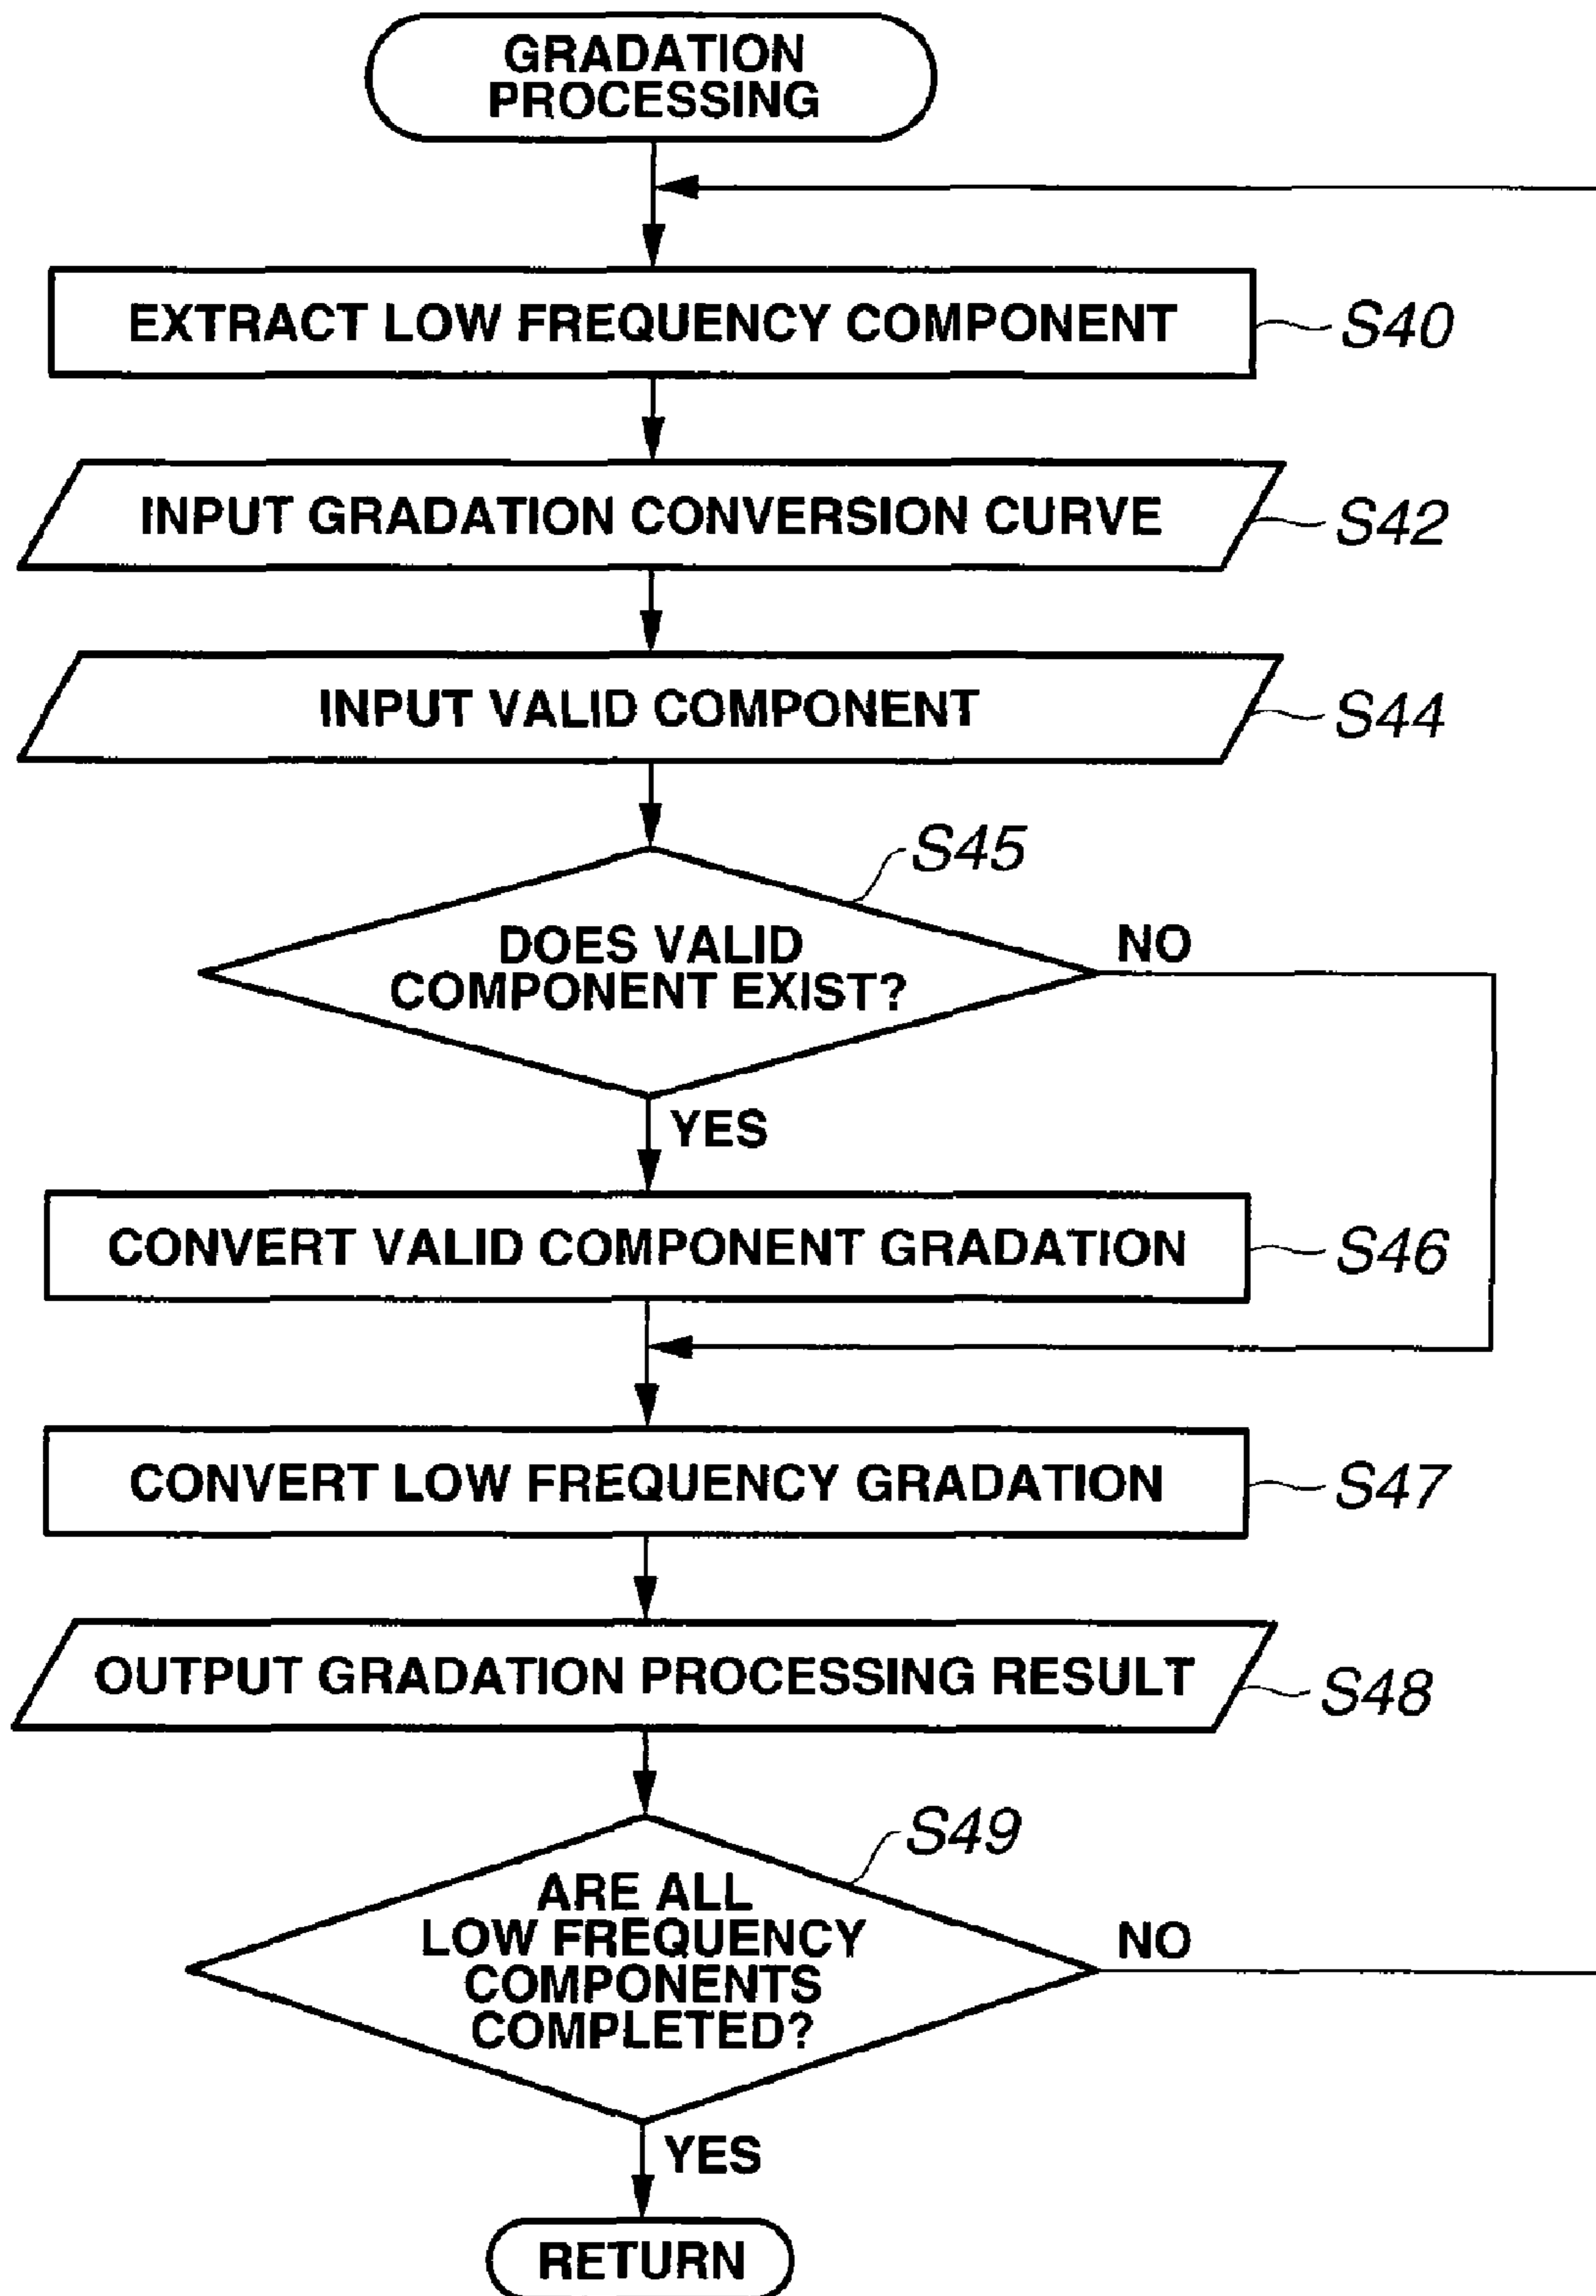 GRADATION
PROCESSING
EXTRACT LOW FREQUENCY COMPONENT
S40
INPUT GRADATION CONVERSION CURVE
S42
INPUT VALID COMPONENT
S44
S45
DOES VALID
COMPONENT EXIST?
NO
YES
CONVERT VALID COMPONENT GRADATION
S46
CONVERT LOW FREQUENCY GRADATION
S47
OUTPUT GRADATION PROCESSING RESULT
S48
S49
ARE ALL
LOW FREQUENCY
COMPONENTS
COMPLETED?
NO
YES
RETURN